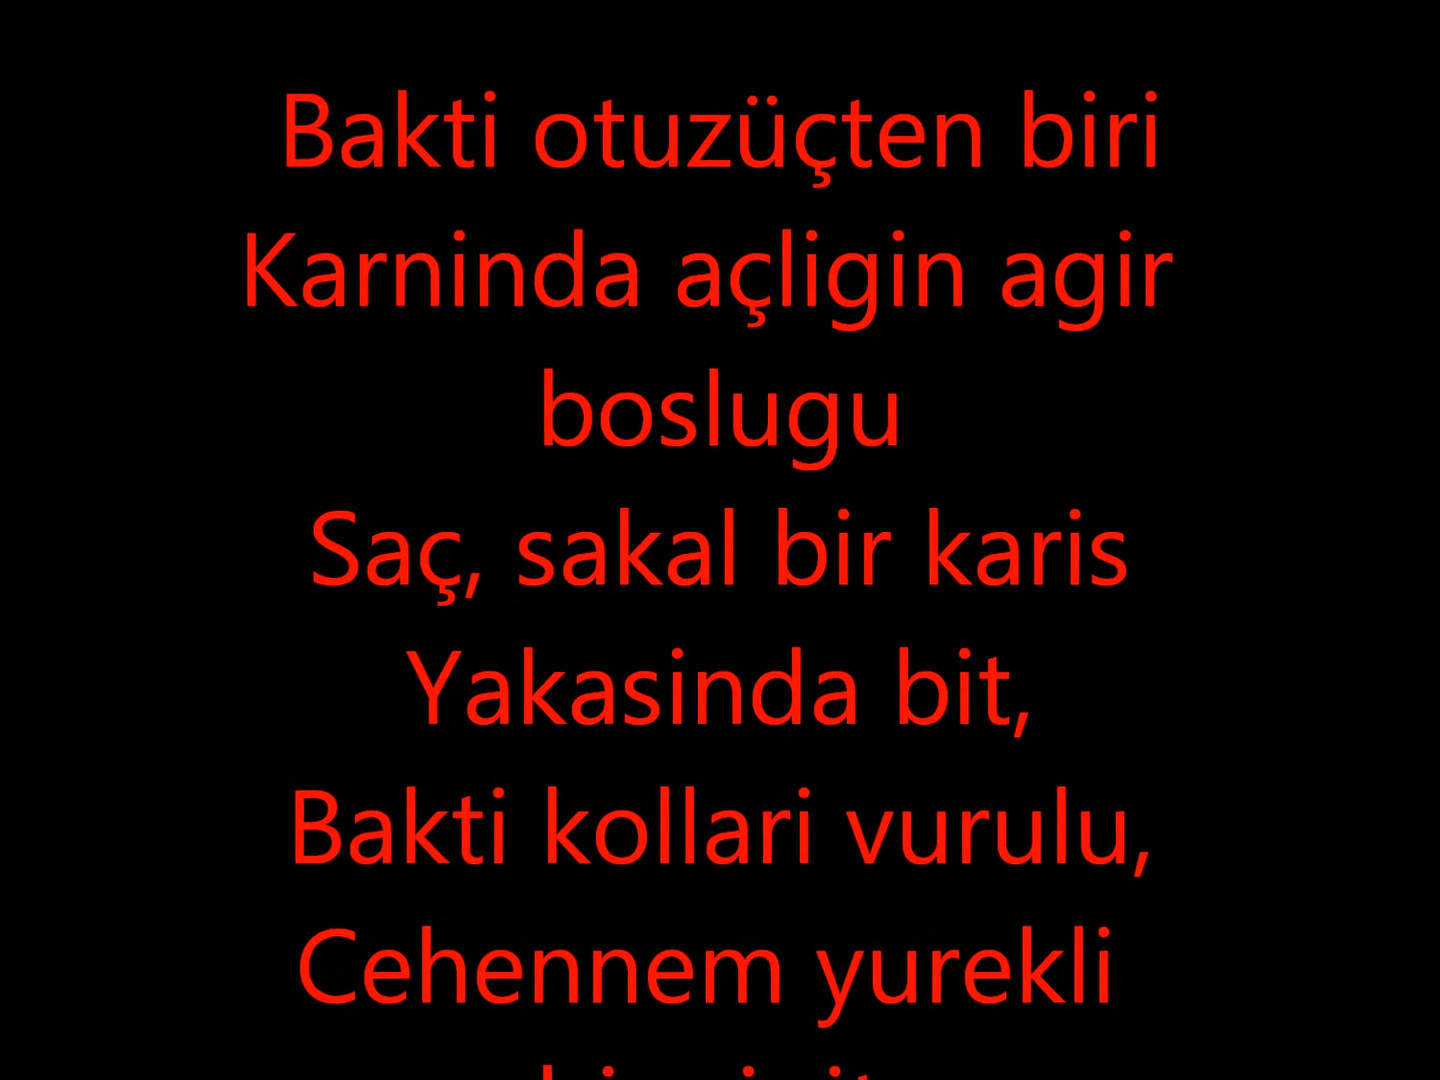 Bakti otuzüçten biri
Karninda açligin agir
boslugu
Saç, sakal bir karis
Yakasinda bit,
Bakti kollari vurulu,
Cehennem yurekli